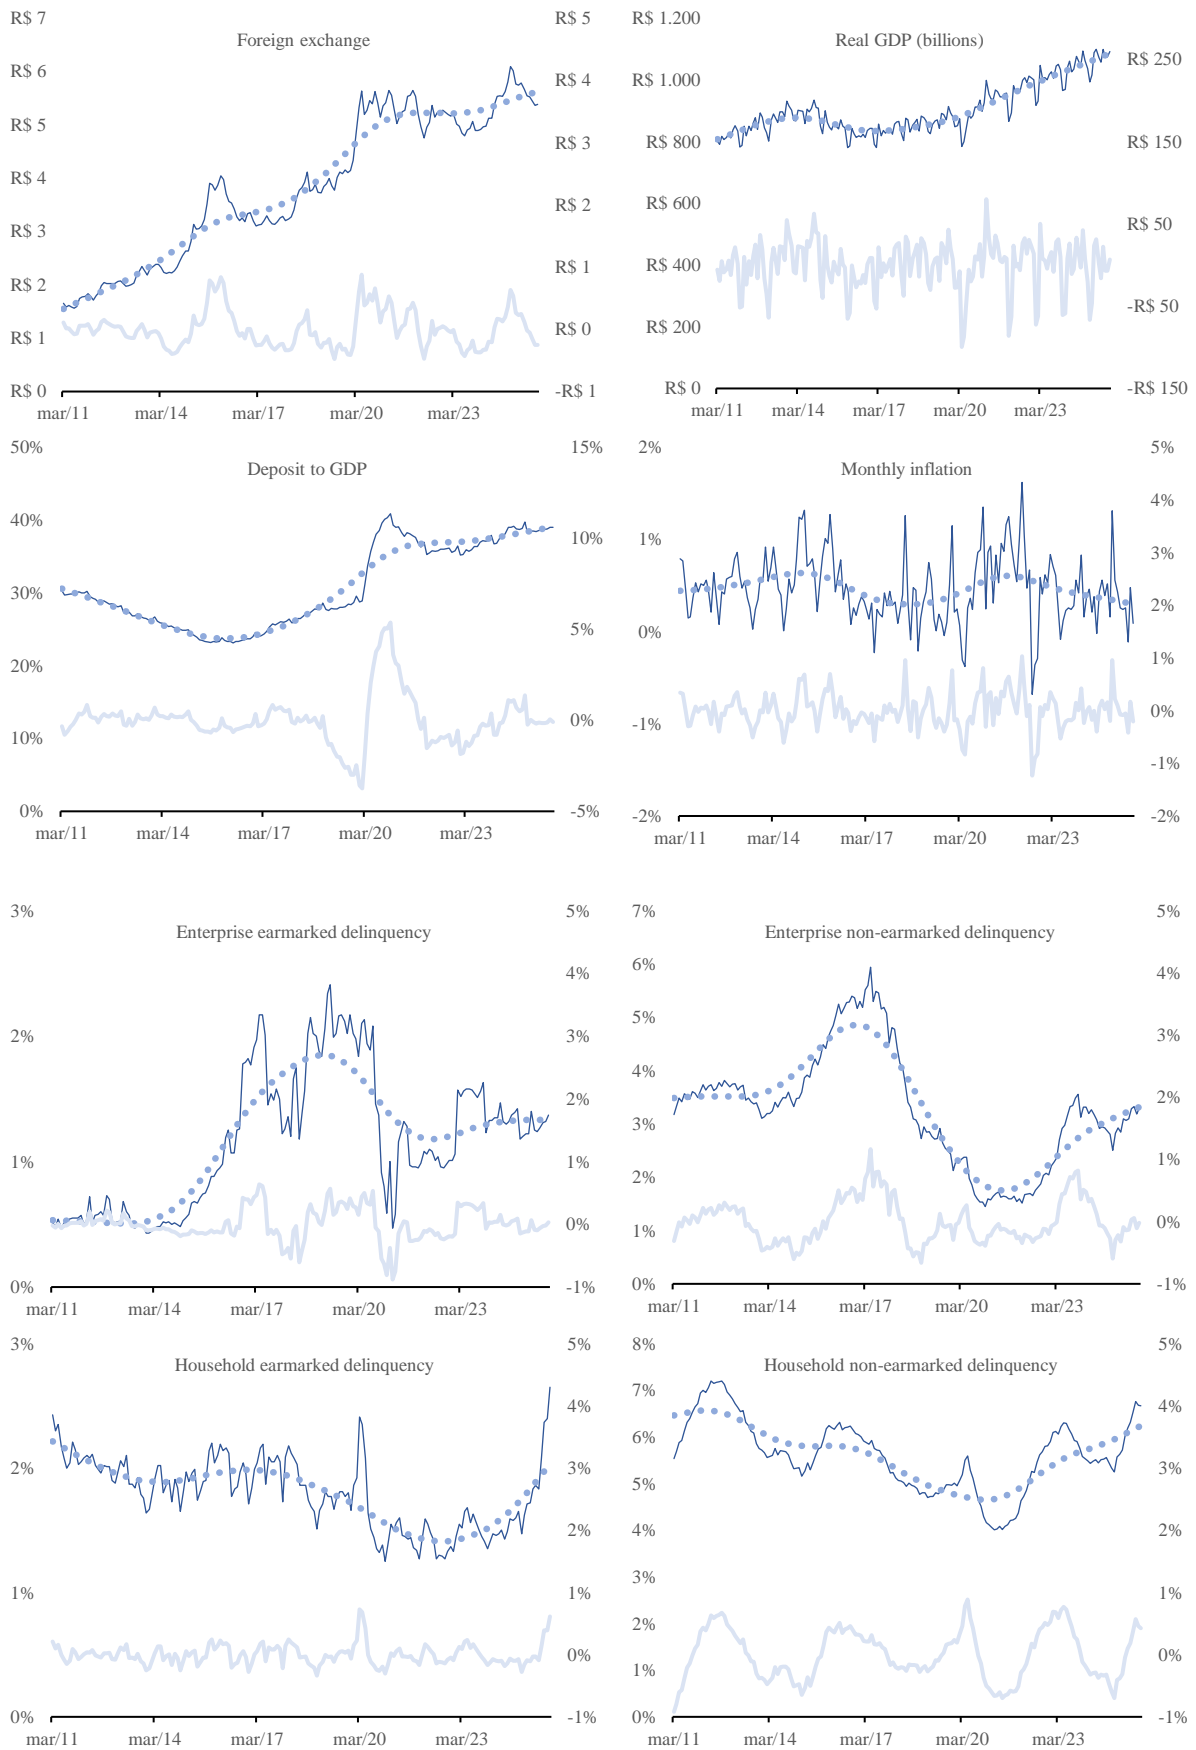 Foreign exchange
R$ 7
R$ 6
R$ 5
R$ 4
R$ 3
R$ 2
R$ 1
R$ 0
R$ 5
R$ 4
R$ 3
R$ 2
R$ 1
R$ 0
-R$ 1
mar/11 mar/14 mar/17 mar/20 mar/23
Real GDP (billions)
R$ 1.200
R$ 1.000
R$ 800
R$ 600
R$ 400
R$ 200
R$ 0
R$ 250
R$ 150
R$ 50
-R$ 50
-R$ 150
mar/11 mar/14 mar/17 mar/20 mar/23
Deposit to GDP
50%
40%
30%
20%
10%
0%
15%
10%
5%
0%
-5%
mar/11 mar/14 mar/17 mar/20 mar/23
Monthly inflation
2%
1%
0%
-1%
-2%
5%
4%
3%
2%
1%
0%
-1%
-2%
mar/11 mar/14 mar/17 mar/20 mar/23
Enterprise earmarked delinquency
3%
2%
1%
0%
5%
4%
3%
2%
1%
0%
-1%
mar/11 mar/14 mar/17 mar/20 mar/23
Enterprise non-earmarked delinquency
7%
6%
5%
4%
3%
2%
1%
0%
5%
4%
3%
2%
1%
0%
-1%
mar/11 mar/14 mar/17 mar/20 mar/23
Household earmarked delinquency
3%
2%
1%
0%
5%
4%
3%
2%
1%
0%
-1%
mar/11 mar/14 mar/17 mar/20 mar/23
Household non-earmarked delinquency
8%
7%
6%
5%
4%
3%
2%
1%
0%
5%
4%
3%
2%
1%
0%
-1%
mar/11 mar/14 mar/17 mar/20 mar/23